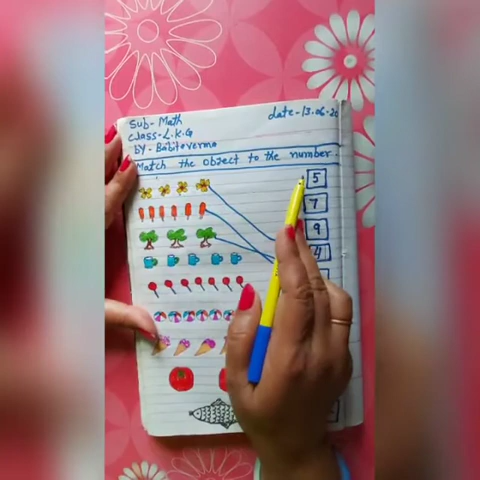 Sub- Math
date-13.06.20
Class-L.K.G
By- Babita verma
Match the object to the number
5
7
9
4